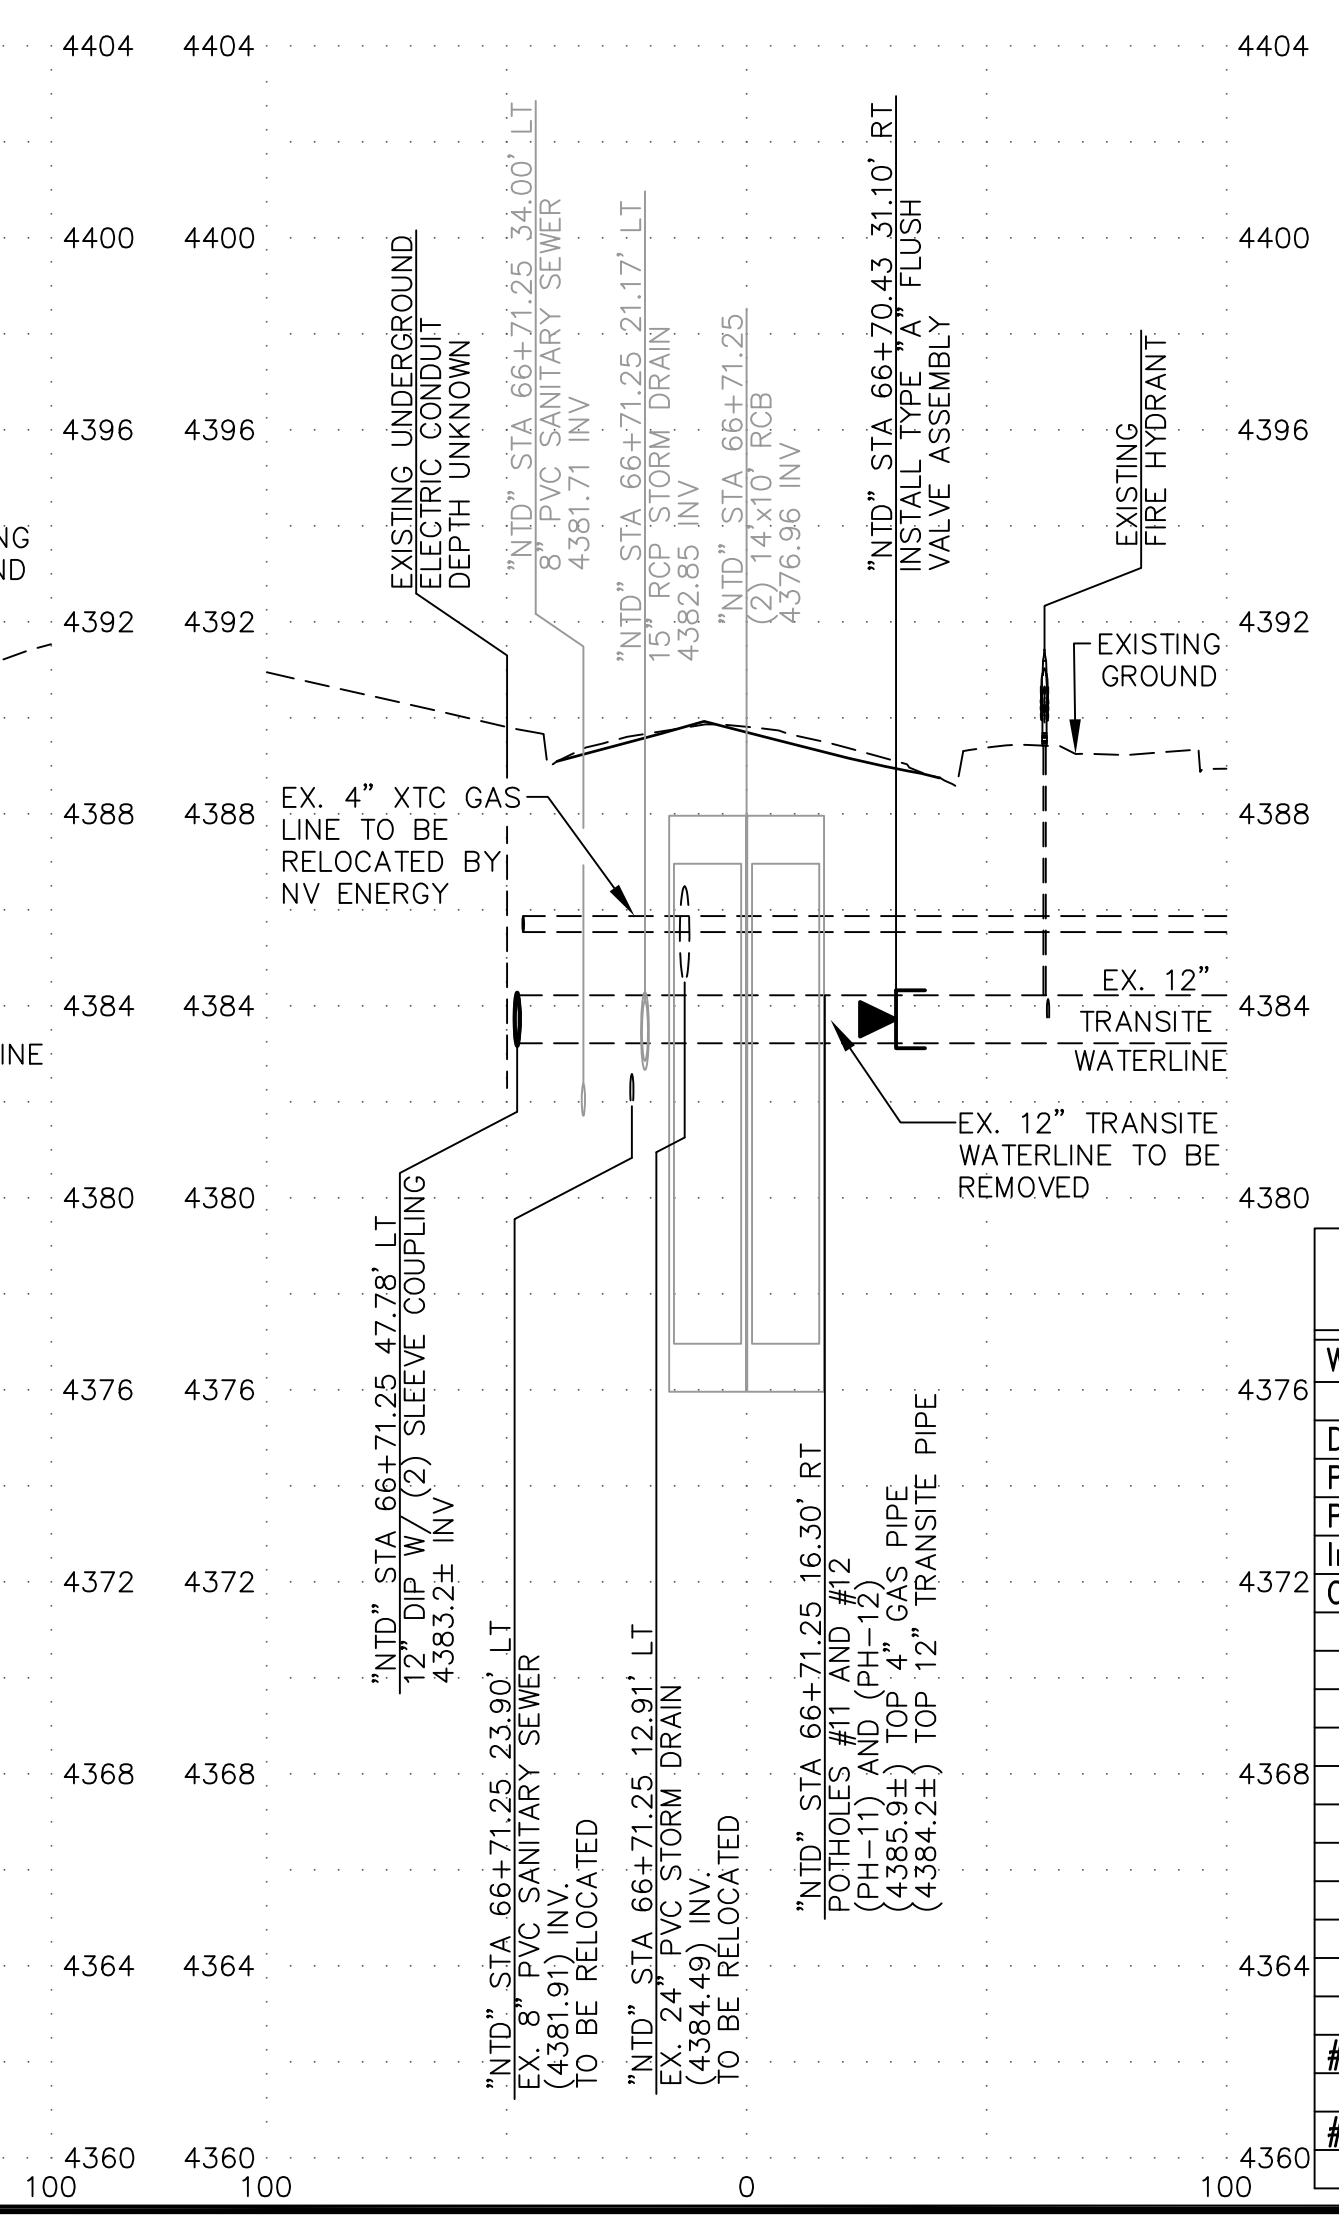 4404 4404 4404
4400 4400 4400
4396 4396 4396
4392 4392 4392
4388 4388
4384 4384 4384
4380 4380 4380
4376 4376 4376
4372 4372 4372
4368 4368 4368
4364 4364 4364
4360 4360 4360
100 100 0 100
NG
ND
INE
EXISTING UNDERGROUND
ELECTRIC CONDUIT
DEPTH UNKNOWN
"NTD" STA 66+71.25 34.00' LT
8" PVC SANITARY SEWER
4381.71 INV
"NTD" STA 66+71.25 21.17' LT
15" RCP STORM DRAIN
4382.85 INV
"NTD" STA 66+71.25
(2) 14'x10' RCB
4376.96 INV
"NTD" STA 66+70.43 31.10' RT
INSTALL TYPE "A" FLUSH
VALVE ASSEMBLY
EXISTING
FIRE HYDRANT
EXISTING
GROUND
EX. 4" XTC GAS
LINE TO BE
RELOCATED BY
NV ENERGY
EX. 12"
TRANSITE
WATERLINE
EX. 12" TRANSITE
WATERLINE TO BE
REMOVED
"NTD" STA 66+71.25 47.78' LT
12" DIP W/ (2) SLEEVE COUPLING
4383.2± INV
"NTD" STA 66+71.25 23.90' LT
EX. 8" PVC SANITARY SEWER
(4381.91) INV.
TO BE RELOCATED
"NTD" STA 66+71.25 12.91' LT
EX. 24" PVC STORM DRAIN
(4384.49) INV.
TO BE RELOCATED
"NTD" STA 66+71.25 16.30' RT
POTHOLES #11 AND #12
(PH-11) AND (PH-12)
(4385.9±) TOP 4" GAS PIPE
(4384.2±) TOP 12" TRANSITE PIPE
W
D
P
P
#
#